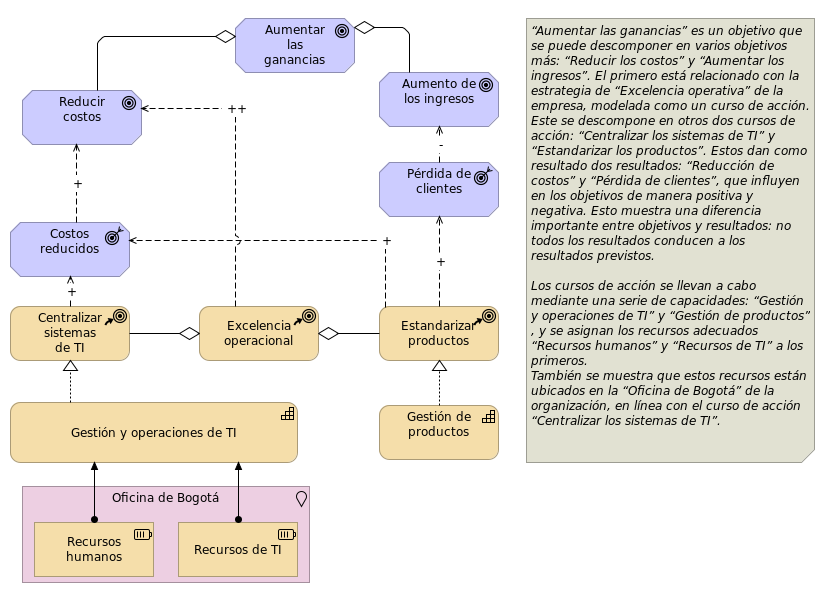 Aumentar
las
ganancias
Reducir
costos
++
Aumento de
los ingresos
+
-
Pérdida de
clientes
Costos
reducidos
+
+
+
Centralizar
sistemas
de TI
Excelencia
operacional
Estandarizar
productos
Gestión y operaciones de TI
Gestión de
productos
Oficina de Bogotá
Recursos
humanos
Recursos de TI
“Aumentar las ganancias” es un objetivo que
se puede descomponer en varios objetivos
más: “Reducir los costos” y “Aumentar los
ingresos”. El primero está relacionado con la
estrategia de “Excelencia operativa” de la
empresa, modelada como un curso de acción.
Este se descompone en otros dos cursos de
acción: “Centralizar los sistemas de TI” y
“Estandarizar los productos”. Estos dan como
resultado dos resultados: “Reducción de
costos” y “Pérdida de clientes”, que influyen
en los objetivos de manera positiva y
negativa. Esto muestra una diferencia
importante entre objetivos y resultados: no
todos los resultados conducen a los
resultados previstos.
Los cursos de acción se llevan a cabo
mediante una serie de capacidades: “Gestión
y operaciones de TI” y “Gestión de productos”
, y se asignan los recursos adecuados
“Recursos humanos” y “Recursos de TI” a los
primeros.
También se muestra que estos recursos están
ubicados en la “Oficina de Bogotá” de la
organización, en línea con el curso de acción
“Centralizar los sistemas de TI”.